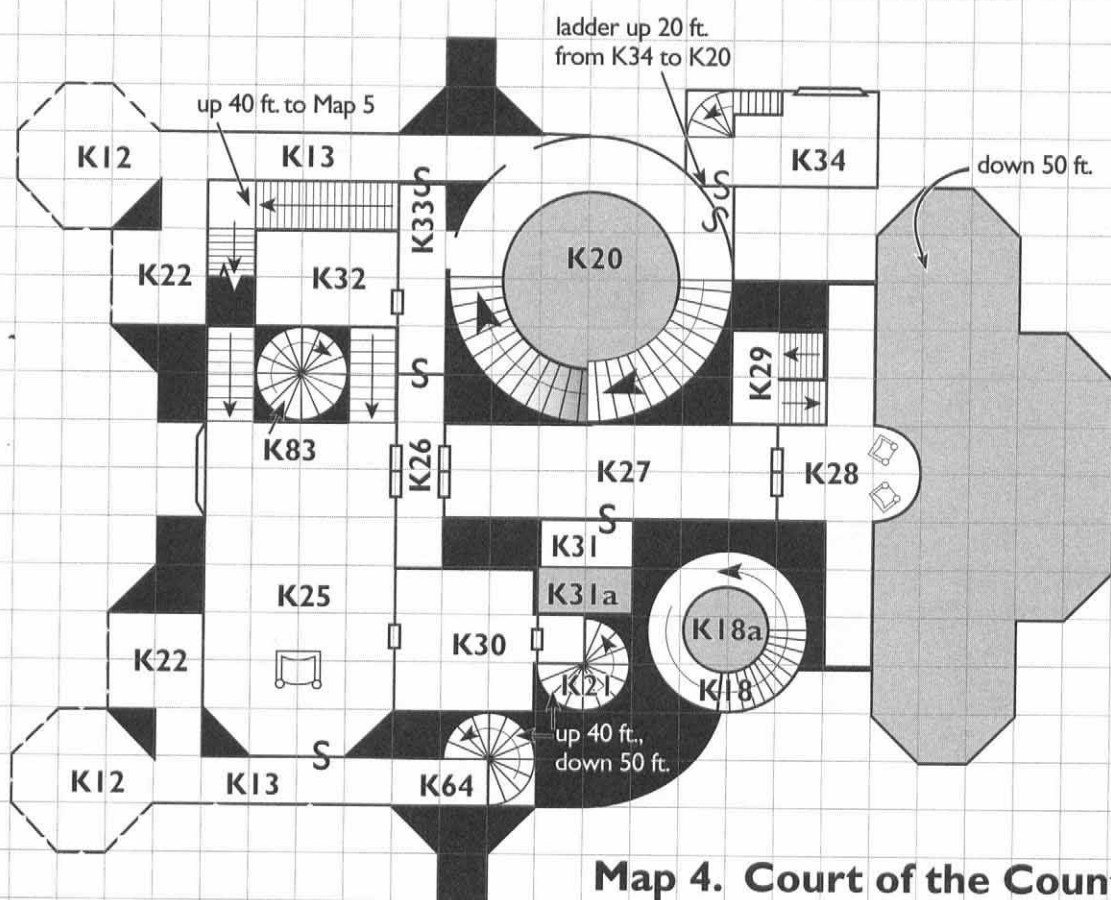 ladder up 20 ft.
from K34 to K20
up 40 ft. to Map 5
K12
K13
K34
down 50 ft.
S
S
S
K33
K20
K22
K32
S
K29
K83
K26
K27
K28
S
K31
K31a
K25
K18a
K30
K22
K21
K18
up 40 ft.,
down 50 ft.
S
K12
K13
K64
Map 4. Court of the Coun